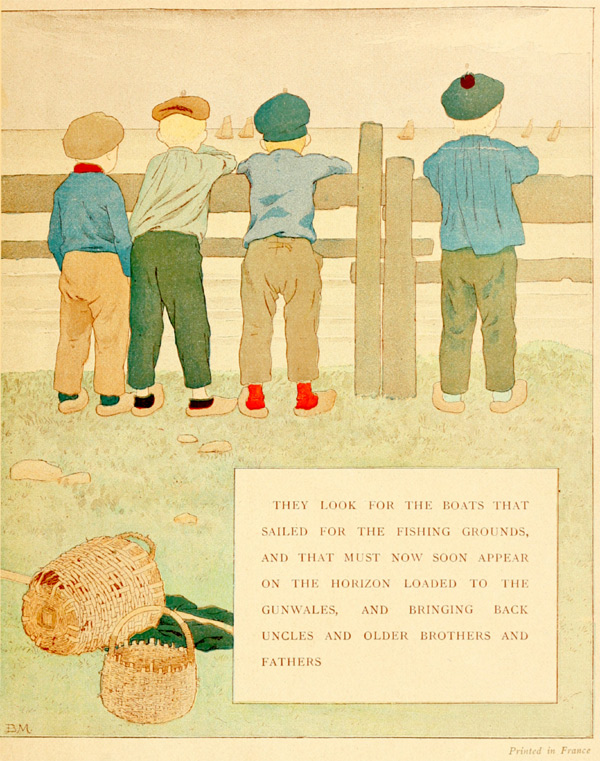 THEY LOOK FOR THE BOATS THAT
SAILED FOR THE FISHING GROUNDS,
AND THAT MUST NOW SOON APPEAR
ON THE HORIZON LOADED TO THE
GUNWALES, AND BRINGING BACK
UNCLES AND OLDER BROTHERS AND
FATHERS
B.M.
Printed in France